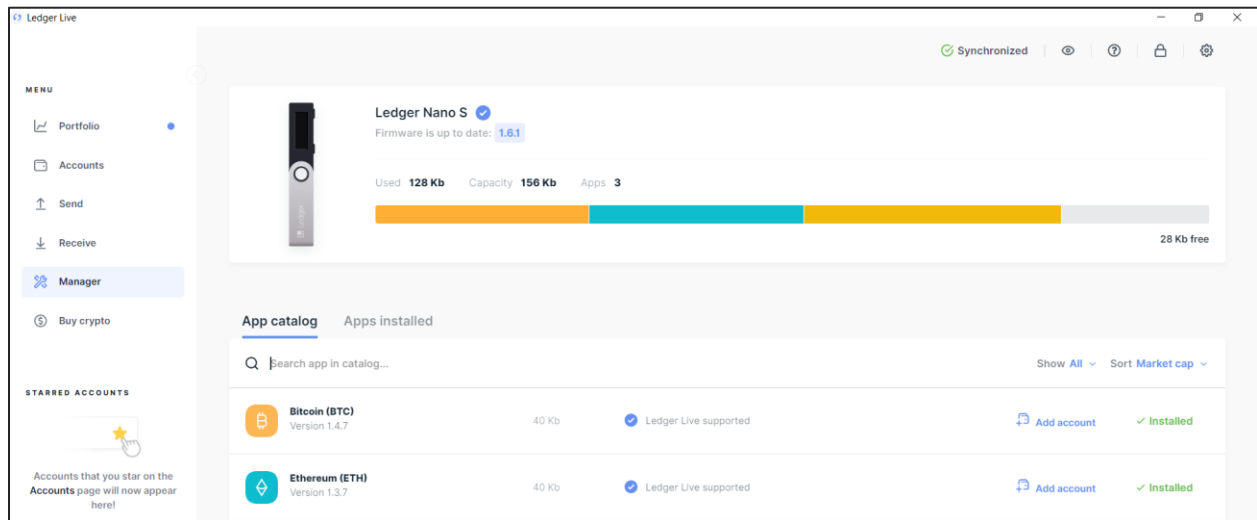 Ledger Live
Synchronized
MENU
Portfolio
Accounts
Send
Receive
Manager
Buy crypto
STARRED ACCOUNTS
Accounts that you star on the
Accounts page will now appear
here!
Ledger
Ledger Nano S
Firmware is up to date: 1.6.1
Used 128 Kb Capacity 156 Kb Apps 3
28 Kb free
App catalog Apps installed
Search app in catalog...
Show All Sort Market cap
Bitcoin (BTC)
Version 1.4.7
40 Kb Ledger Live supported Add account Installed
Ethereum (ETH)
Version 1.3.7
40 Kb Ledger Live supported Add account Installed